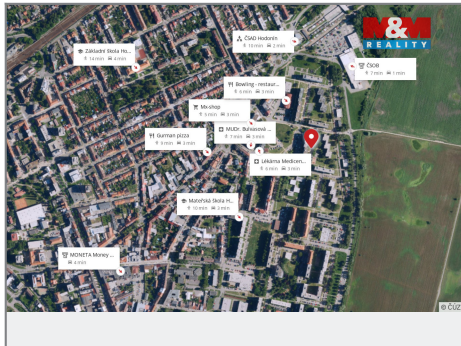 M&M
REALITY
ČSAD Hodonín
10 min 2 min
Základní škola Ho...
14 min 4 min
ČSOB
7 min 1 min
Bowling - restaur...
6 min 3 min
Mx-shop
5 min 3 min
MUDr. Bulvasová ...
7 min 3 min
Gurman pizza
9 min 3 min
Lékárna Medicen...
6 min 3 min
Mateřská škola H...
10 min 3 min
MONETA Money ...
4 min
© ČÚZ